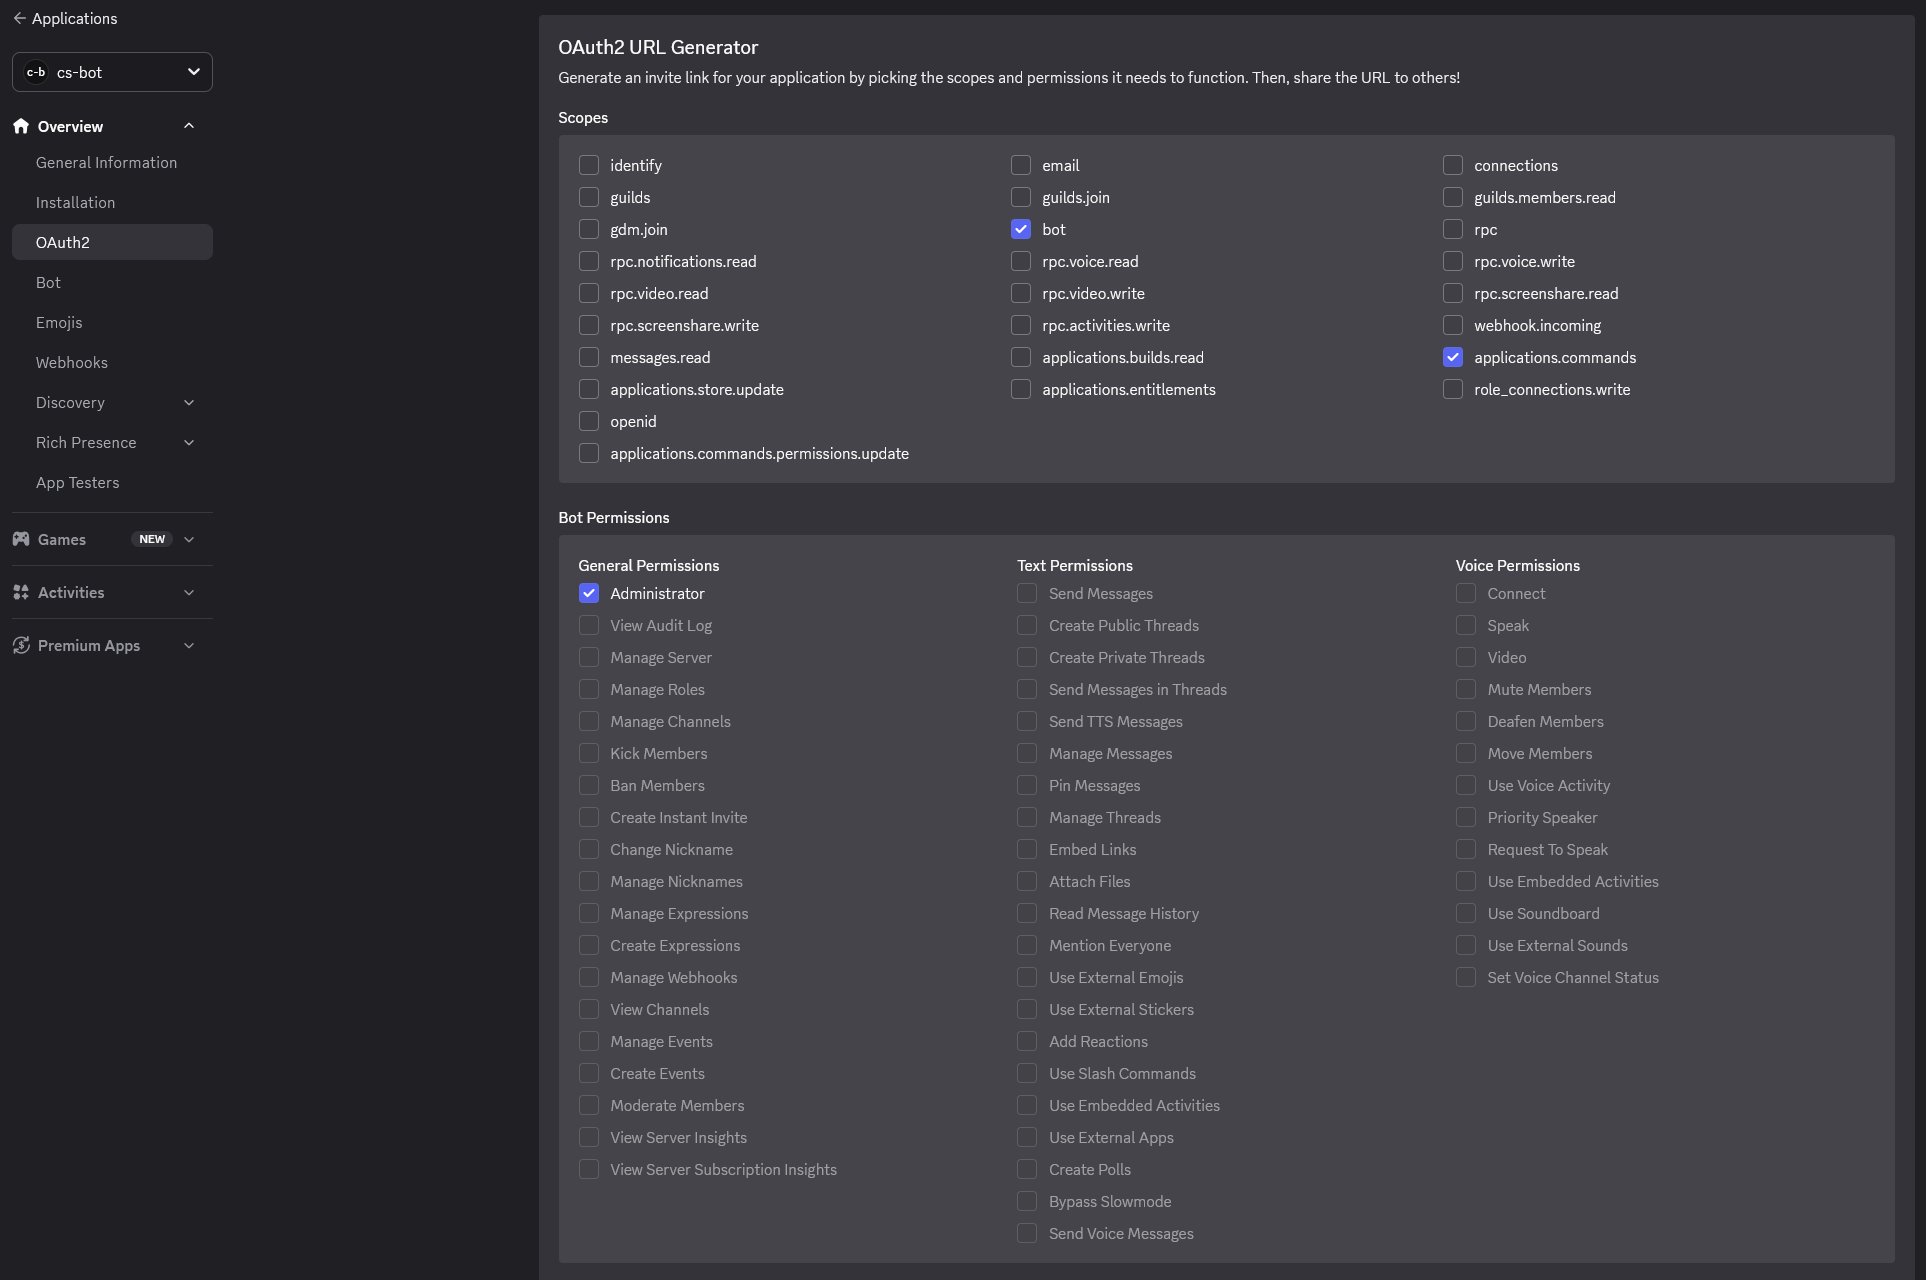 Applications
c-b cs-bot
Overview
General Information
Installation
OAuth2
Bot
Emojis
Webhooks
Discovery
Rich Presence
App Testers
Games NEW
Activities
Premium Apps
OAuth2 URL Generator
Generate an invite link for your application by picking the scopes and permissions it needs to function. Then, share the URL to others!
Scopes
identify email connections
guilds guilds.join guilds.members.read
gdm.join bot rpc
rpc.notifications.read rpc.voice.read rpc.voice.write
rpc.video.read rpc.video.write rpc.screenshare.read
rpc.screenshare.write rpc.activities.write webhook.incoming
messages.read applications.builds.read applications.commands
applications.store.update applications.entitlements role_connections.write
openid
applications.commands.permissions.update
Bot Permissions
General Permissions
Administrator
View Audit Log
Manage Server
Manage Roles
Manage Channels
Kick Members
Ban Members
Create Instant Invite
Change Nickname
Manage Nicknames
Manage Expressions
Create Expressions
Manage Webhooks
View Channels
Manage Events
Create Events
Moderate Members
View Server Insights
View Server Subscription Insights
Text Permissions
Send Messages
Create Public Threads
Create Private Threads
Send Messages in Threads
Send TTS Messages
Manage Messages
Pin Messages
Manage Threads
Embed Links
Attach Files
Read Message History
Mention Everyone
Use External Emojis
Use External Stickers
Add Reactions
Use Slash Commands
Use Embedded Activities
Use External Apps
Create Polls
Bypass Slowmode
Send Voice Messages
Voice Permissions
Connect
Speak
Video
Mute Members
Deafen Members
Move Members
Use Voice Activity
Priority Speaker
Request To Speak
Use Embedded Activities
Use Soundboard
Use External Sounds
Set Voice Channel Status